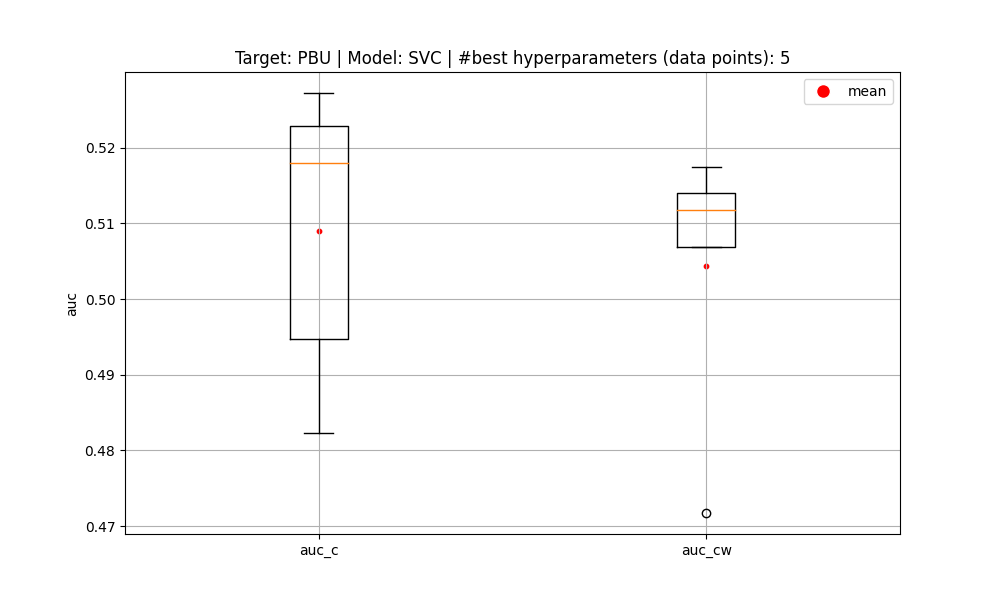 Target: PBU | Model: SVC | #best hyperparameters (data points): 5
mean
0.52
0.51
0.50
0.49
0.48
0.47
auc
auc_c
auc_cw